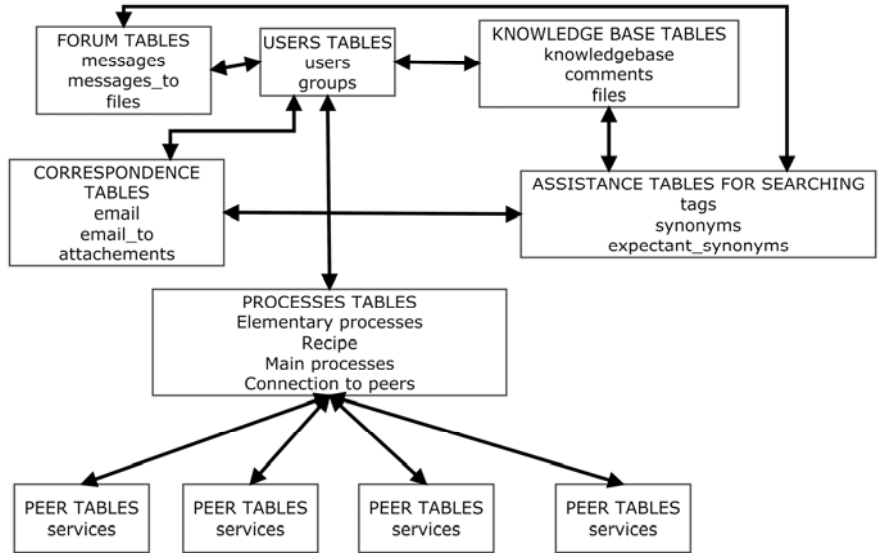 FORUM TABLES
messages
messages_to
files
USERS TABLES
users
groups
KNOWLEDGE BASE TABLES
knowledgebase
comments
files
CORRESPONDENCE
TABLES
email
email_to
attachements
ASSISTANCE TABLES FOR SEARCHING
tags
synonyms
expectant_synonyms
PROCESSES TABLES
Elementary processes
Recipe
Main processes
Connection to peers
PEER TABLES
services
PEER TABLES
services
PEER TABLES
services
PEER TABLES
services